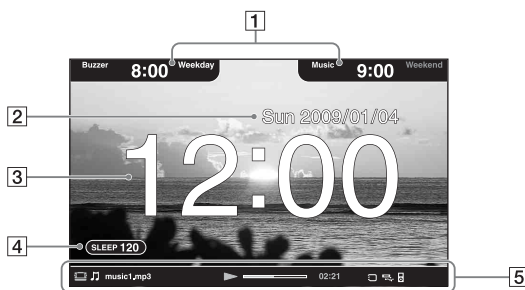 1
Buzzer 8:00 Weekday Music 9:00 Weekend
2 Sun 2009/01/04
3 12:00
4 SLEEP 120
music1.mp3 02:21
5